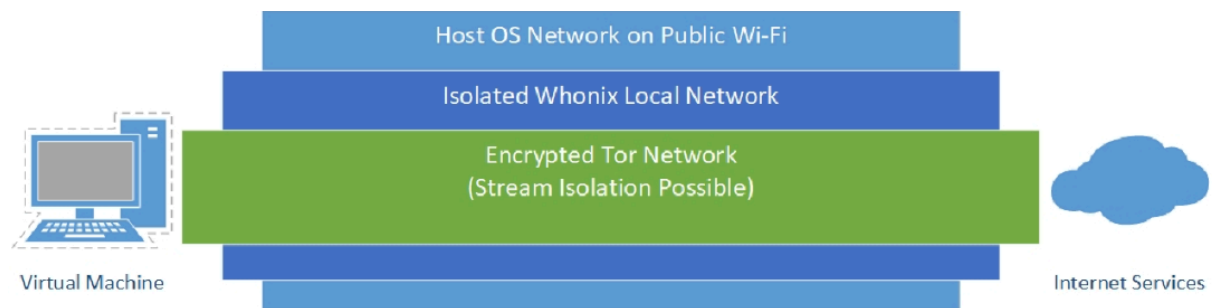 Host OS Network on Public Wi-Fi
Isolated Whonix Local Network
Encrypted Tor Network
(Stream Isolation Possible)
Virtual Machine
Internet Services